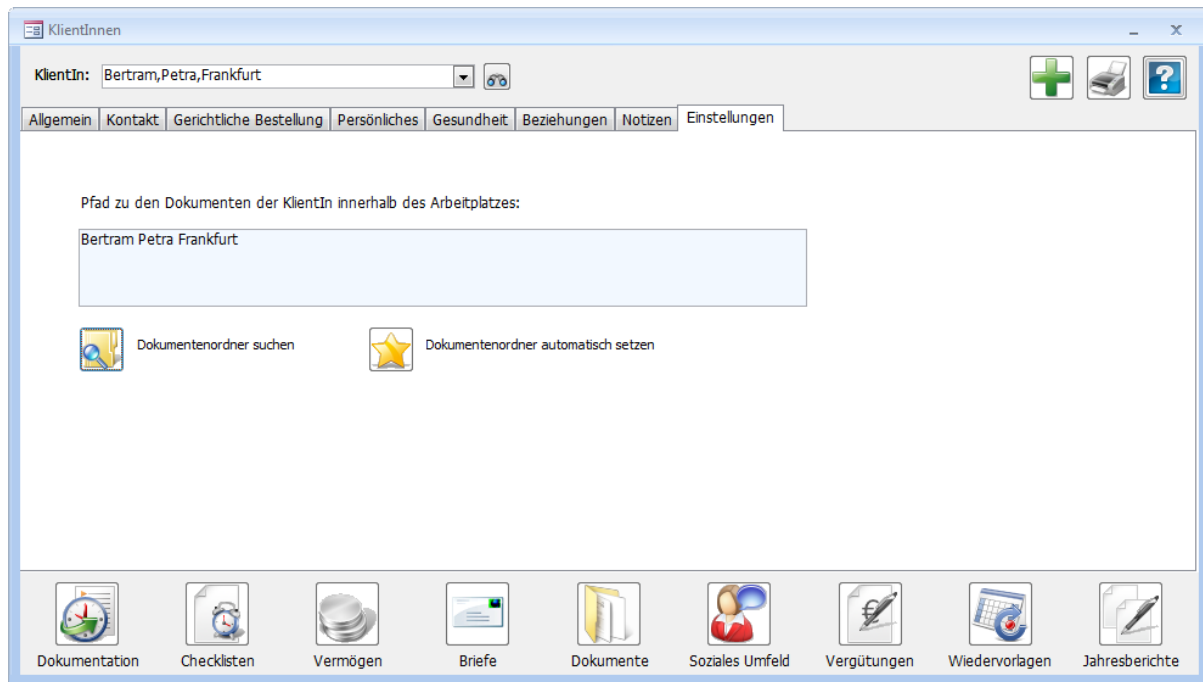 KlientInnen
KlientIn: Bertram,Petra,Frankfurt
Allgemein Kontakt Gerichtliche Bestellung Persönliches Gesundheit Beziehungen Notizen Einstellungen
Pfad zu den Dokumenten der KlientIn innerhalb des Arbeitplatzes:
Bertram Petra Frankfurt
Dokumentenordner suchen Dokumentenordner automatisch setzen
Dokumentation Checklisten Vermögen Briefe Dokumente Soziales Umfeld Vergütungen Wiedervorlagen Jahresberichte